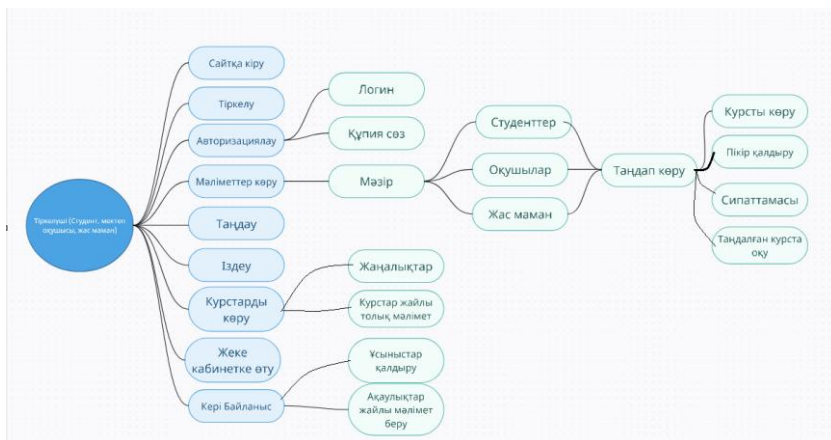 Тіркелуші (Студент, мектеп
оқушысы, жас маман)
Сайтқа кіру
Тіркелу
Авторизациялау
Мәліметтер көру
Таңдау
Іздеу
Курстарды
көру
Жеке
кабинетке өту
Кері Байланыс
Логин
Құпия сөз
Мәзір
Жаңалықтар
Курстар жайлы
толық мәлімет
Ұсыныстар
қалдыру
Ақаулықтар
жайлы мәлімет
беру
Студенттер
Оқушылар
Жас маман
Таңдап көру
Курсты көру
Пікір қалдыру
Сипаттамасы
Таңдалған курста
оқу